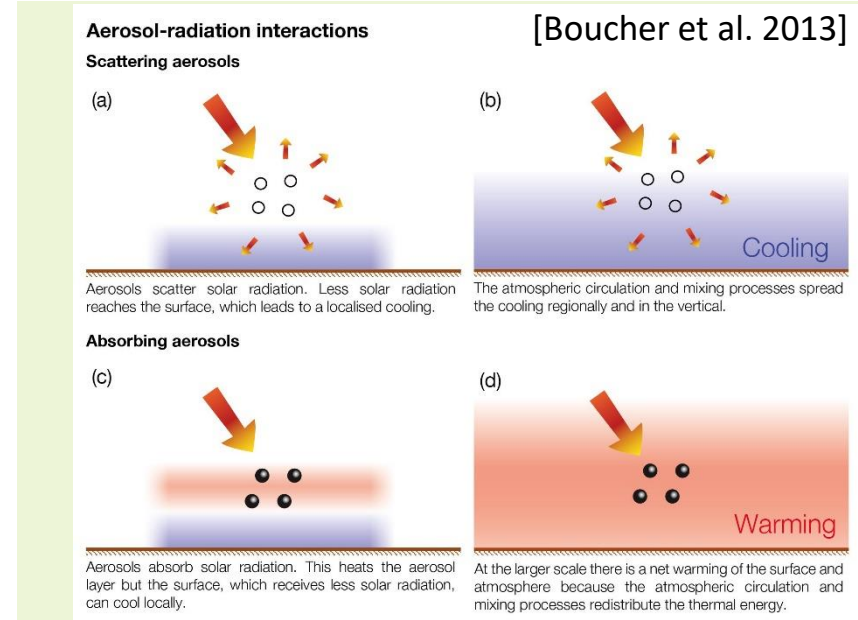 Aerosol-radiation interactions
[Boucher et al. 2013]
Scattering aerosols
(a)
Aerosols scatter solar radiation. Less solar radiation
reaches the surface, which leads to a localised cooling.
(b)
Cooling
The atmospheric circulation and mixing processes spread
the cooling regionally and in the vertical.
Absorbing aerosols
(c)
Aerosols absorb solar radiation. This heats the aerosol
layer but the surface, which receives less solar radiation,
can cool locally.
(d)
Warming
At the larger scale there is a net warming of the surface and
atmosphere because the atmospheric circulation and
mixing processes redistribute the thermal energy.